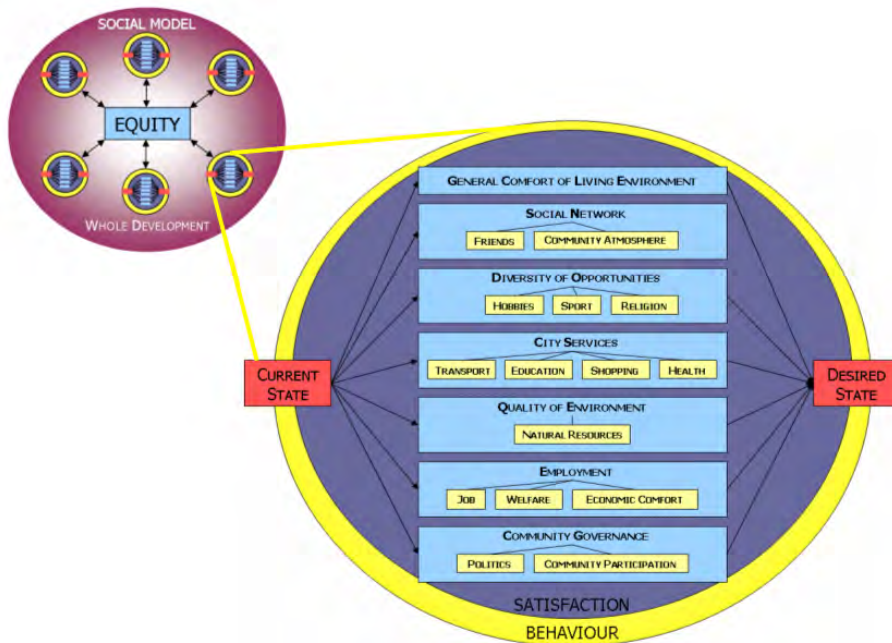 SOCIAL MODEL
EQUITY
WHOLE DEVELOPMENT
GENERAL COMFORT OF LIVING ENVIRONMENT
SOCIAL NETWORK
FRIENDS
COMMUNITY ATMOSPHERE
DIVERSITY OF OPPORTUNITIES
HOBBIES
SPORT
RELIGION
CITY SERVICES
TRANSPORT
EDUCATION
SHOPPING
HEALTH
CURRENT
STATE
DESIRED
STATE
QUALITY OF ENVIRONMENT
NATURAL RESOURCES
EMPLOYMENT
JOB
WELFARE
ECONOMIC COMFORT
COMMUNITY GOVERNANCE
POLITICS
COMMUNITY PARTICIPATION
SATISFACTION
BEHAVIOUR